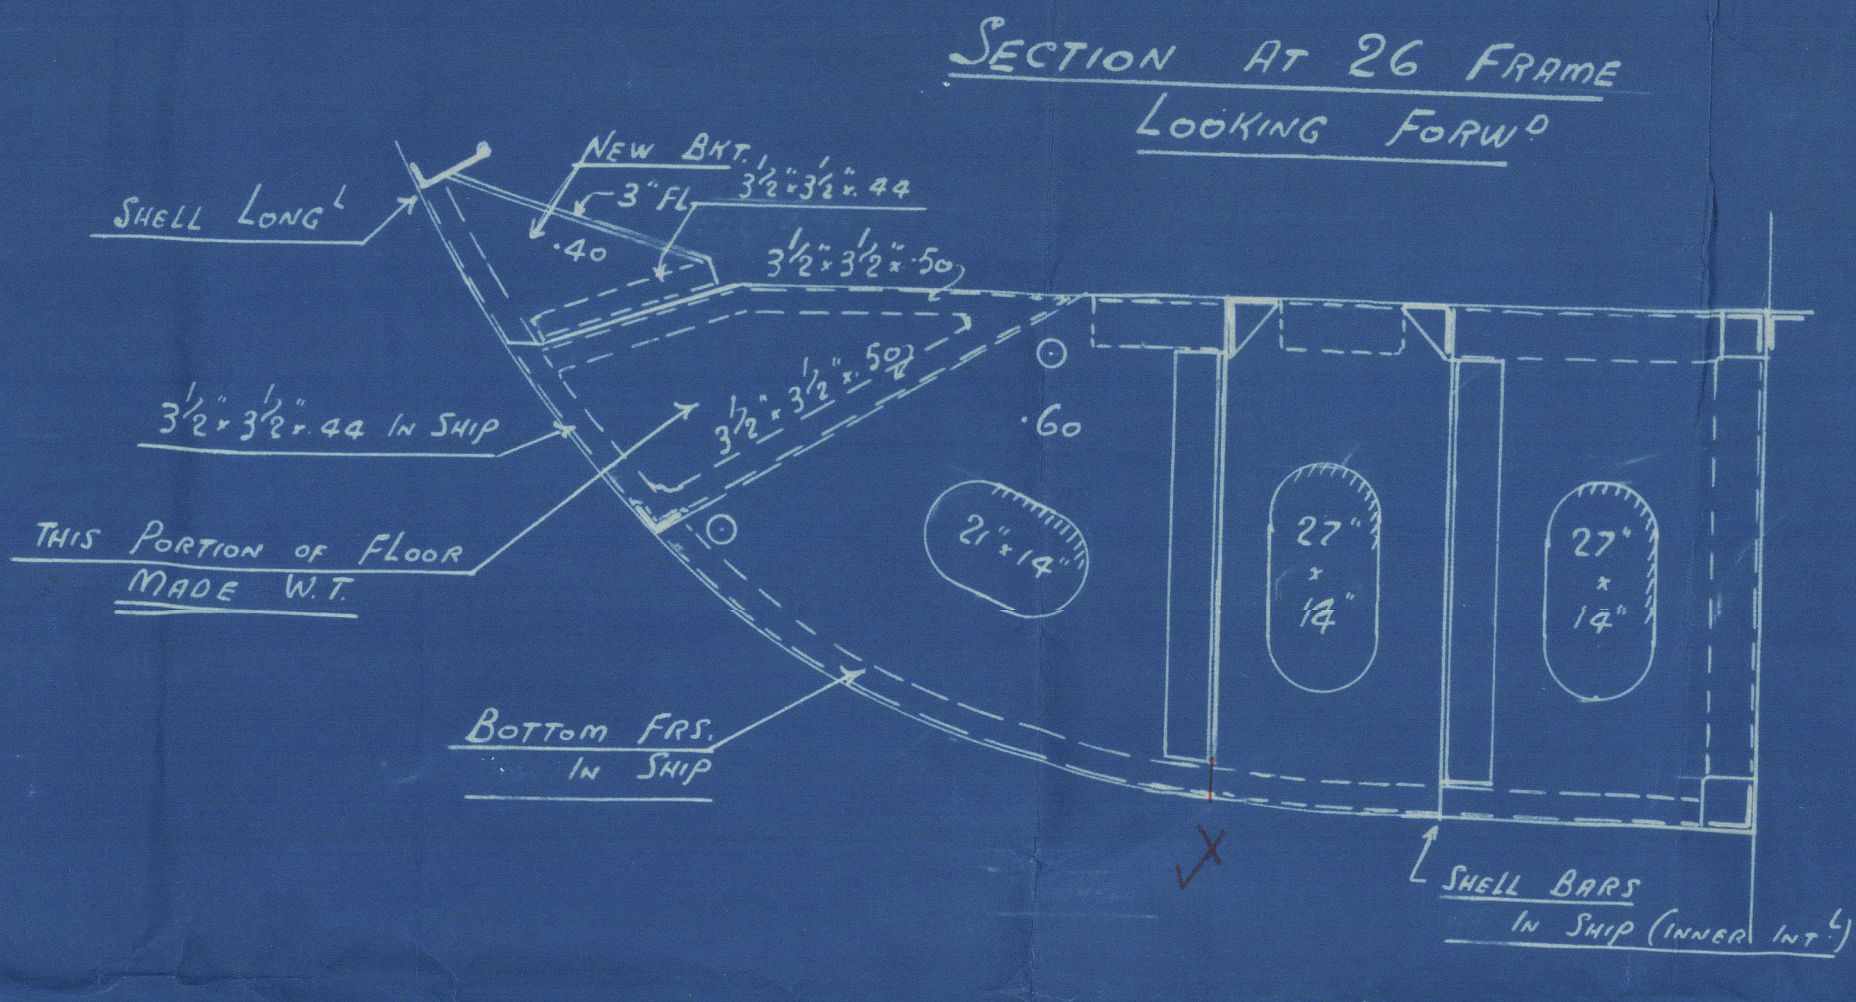 SECTION AT 26 FRAME
LOOKING FORWᴰ
NEW BKT.
3" FL.
3½" × 3½" × .44
SHELL LONGᴸ
.40
3½" × 3½" × .50
3½" × 3½" × .50
.60
3½" × 3½" × .44 IN SHIP
THIS PORTION OF FLOOR
MADE W.T.
21" × 14"
27"
×
14"
27"
×
14"
BOTTOM FRS.
IN SHIP
SHELL BARS
IN SHIP (INNER INTᴸ.)